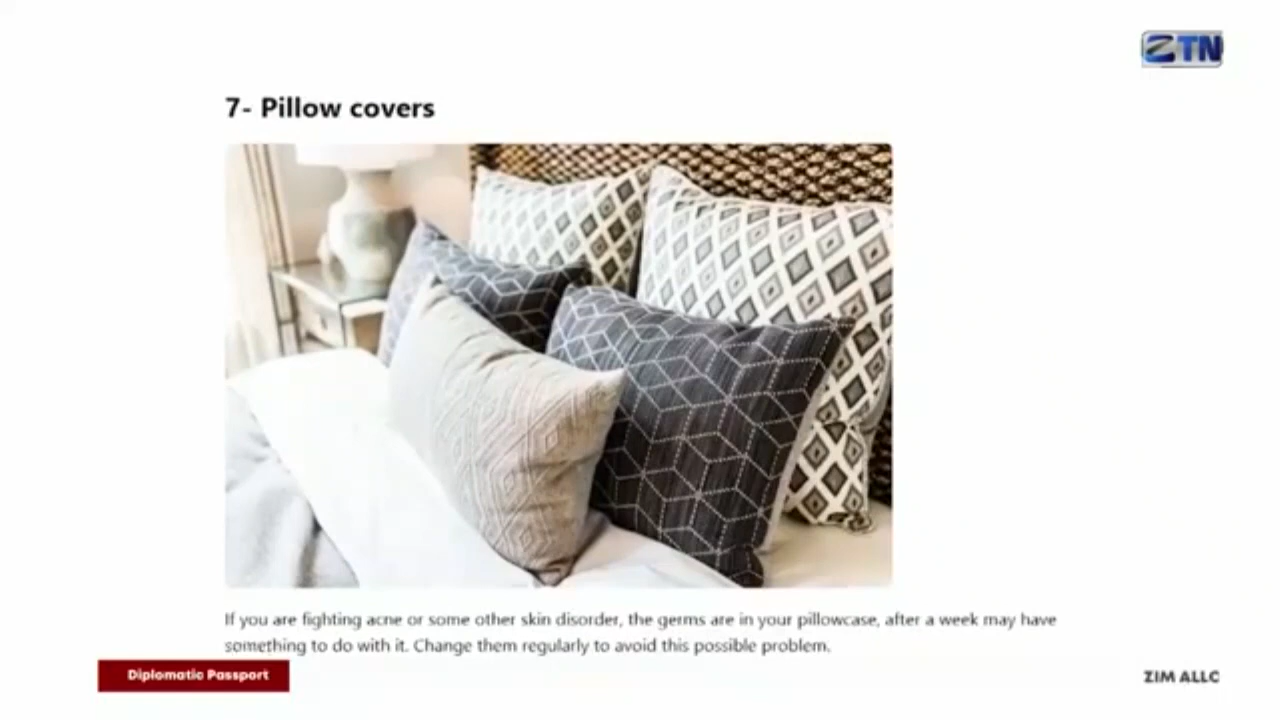 ZTN
7- Pillow covers
If you are fighting acne or some other skin disorder, the germs are in your pillowcase, after a week may have
something to do with it. Change them regularly to avoid this possible problem.
Diplomatic Passport
ZIM ALLC